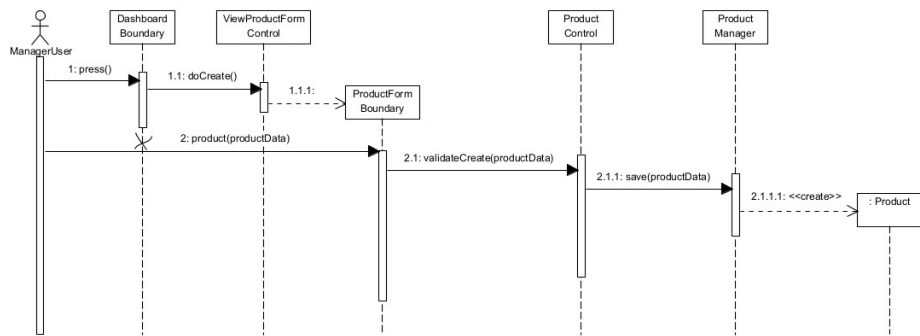 Dashboard
Boundary
ViewProductForm
Control
Product
Control
Product
Manager
ManagerUser
1: press()
1.1: doCreate()
1.1.1:
ProductForm
Boundary
2: product(productData)
2.1: validateCreate(productData)
2.1.1: save(productData)
2.1.1.1: <<create>>
: Product